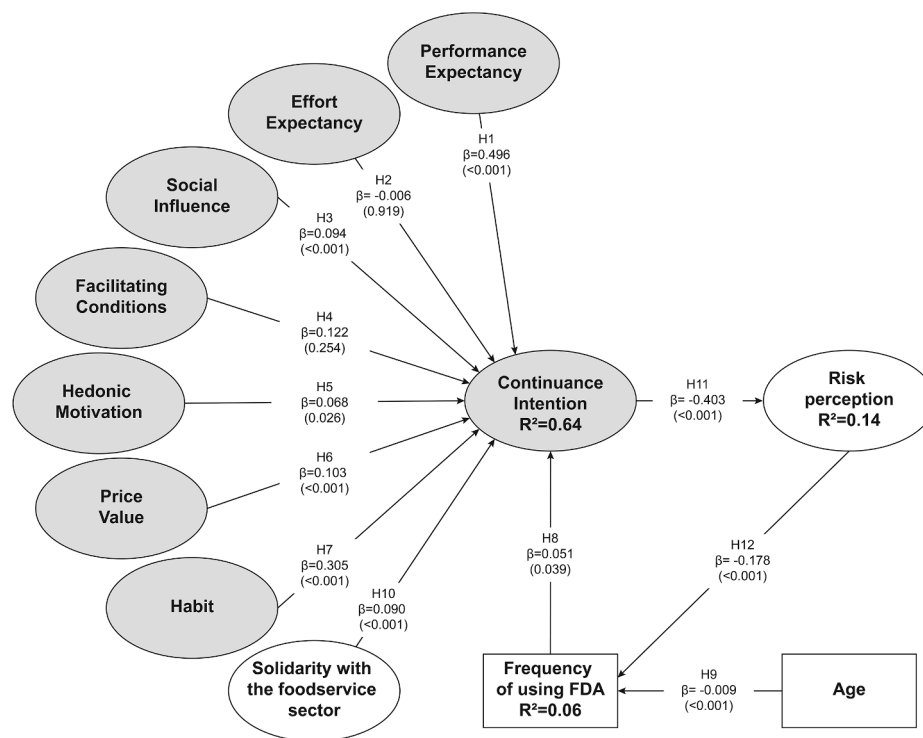 Performance
Expectancy
Effort
Expectancy
H1
β=0.496
(<0.001)
Social
Influence
H2
β= -0.006
(0.919)
H3
β=0.094
(<0.001)
Facilitating
Conditions
H4
β=0.122
(0.254)
Hedonic
Motivation
H5
β=0.068
(0.026)
Continuance
Intention
R²=0.64
H11
β= -0.403
(<0.001)
Risk
perception
R²=0.14
Price
Value
H6
β=0.103
(<0.001)
H7
β=0.305
(<0.001)
H8
β=0.051
(0.039)
H12
β= -0.178
(<0.001)
Habit
H10
β=0.090
(<0.001)
Solidarity with
the foodservice
sector
Frequency
of using FDA
R²=0.06
H9
β= -0.009
(<0.001)
Age